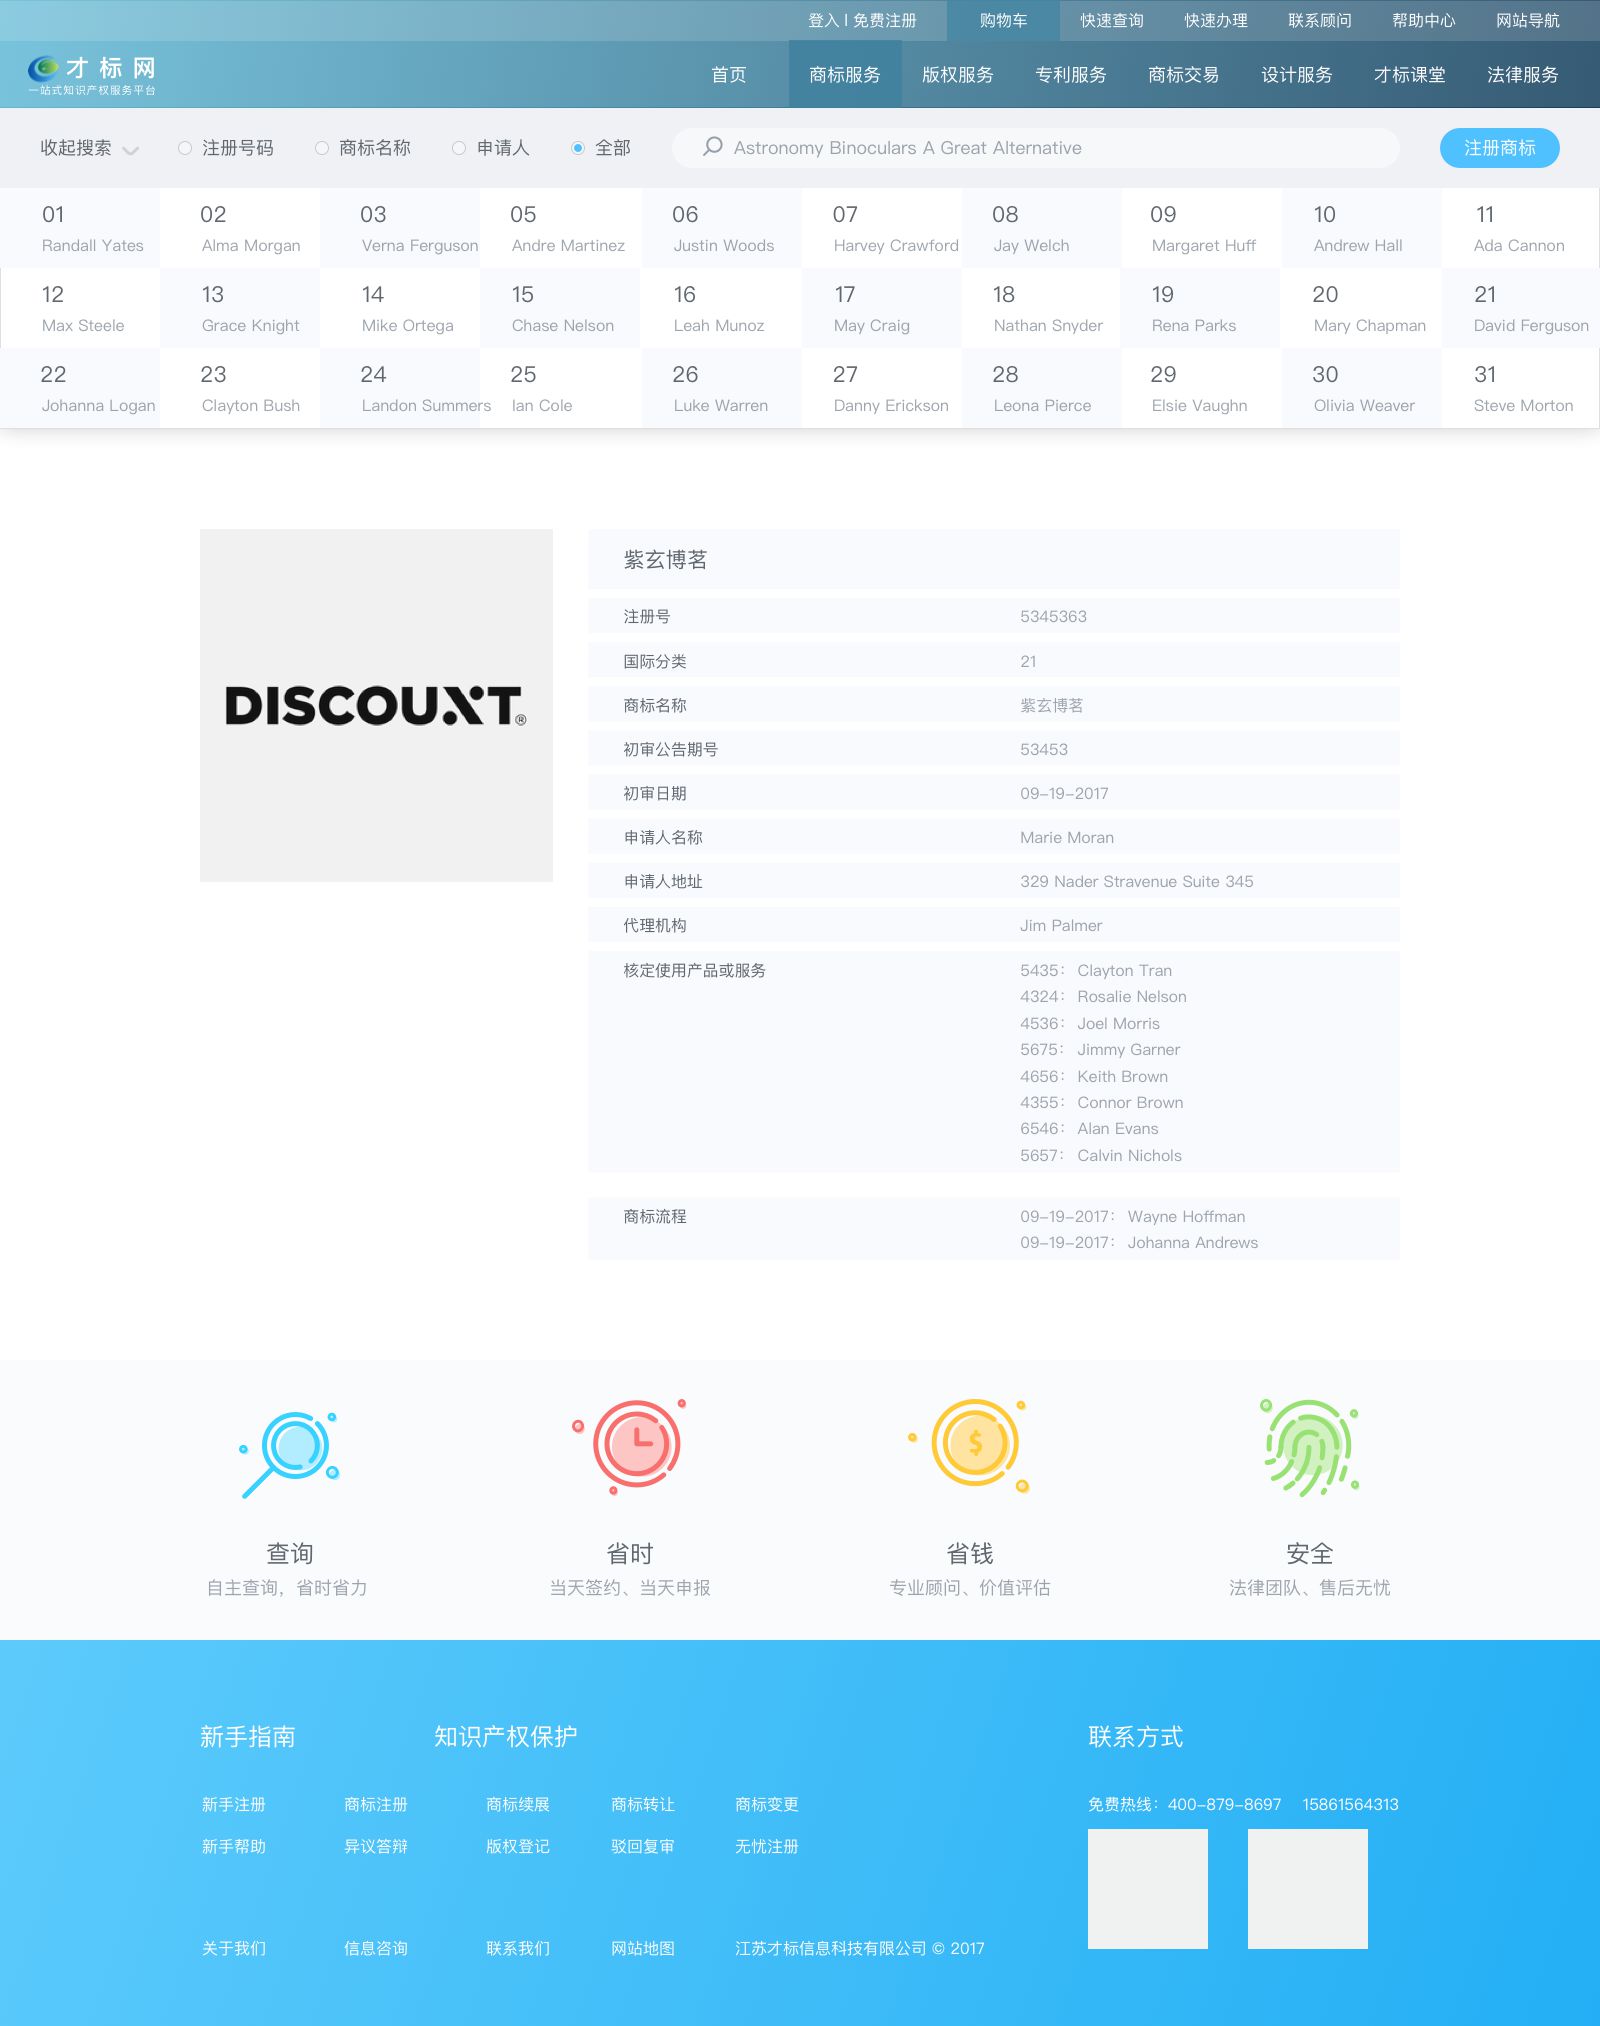 登入 | 免费注册 购物车 快速查询 快速办理 联系顾问 帮助中心 网站导航
才标网
一站式知识产权服务平台
首页 商标服务 版权服务 专利服务 商标交易 设计服务 才标课堂 法律服务
收起搜索 注册号码 商标名称 申请人 全部 Astronomy Binoculars A Great Alternative 注册商标
01 02 03 05 06 07 08 09 10 11
Randall Yates Alma Morgan Verna Ferguson Andre Martinez Justin Woods Harvey Crawford Jay Welch Margaret Huff Andrew Hall Ada Cannon
12 13 14 15 16 17 18 19 20 21
Max Steele Grace Knight Mike Ortega Chase Nelson Leah Munoz May Craig Nathan Snyder Rena Parks Mary Chapman David Ferguson
22 23 24 25 26 27 28 29 30 31
Johanna Logan Clayton Bush Landon Summers Ian Cole Luke Warren Danny Erickson Leona Pierce Elsie Vaughn Olivia Weaver Steve Morton
DISCOUNT®
紫玄博茗
注册号 5345363
国际分类 21
商标名称 紫玄博茗
初审公告期号 53453
初审日期 09-19-2017
申请人名称 Marie Moran
申请人地址 329 Nader Stravenue Suite 345
代理机构 Jim Palmer
核定使用产品或服务 5435： Clayton Tran
4324： Rosalie Nelson
4536： Joel Morris
5675： Jimmy Garner
4656： Keith Brown
4355： Connor Brown
6546： Alan Evans
5657： Calvin Nichols
商标流程 09-19-2017： Wayne Hoffman
09-19-2017： Johanna Andrews
$
查询 省时 省钱 安全
自主查询，省时省力 当天签约、当天申报 专业顾问、价值评估 法律团队、售后无忧
新手指南 知识产权保护 联系方式
新手注册 商标注册 商标续展 商标转让 商标变更 免费热线：400-879-8697 15861564313
新手帮助 异议答辩 版权登记 驳回复审 无忧注册
关于我们 信息咨询 联系我们 网站地图 江苏才标信息科技有限公司 © 2017